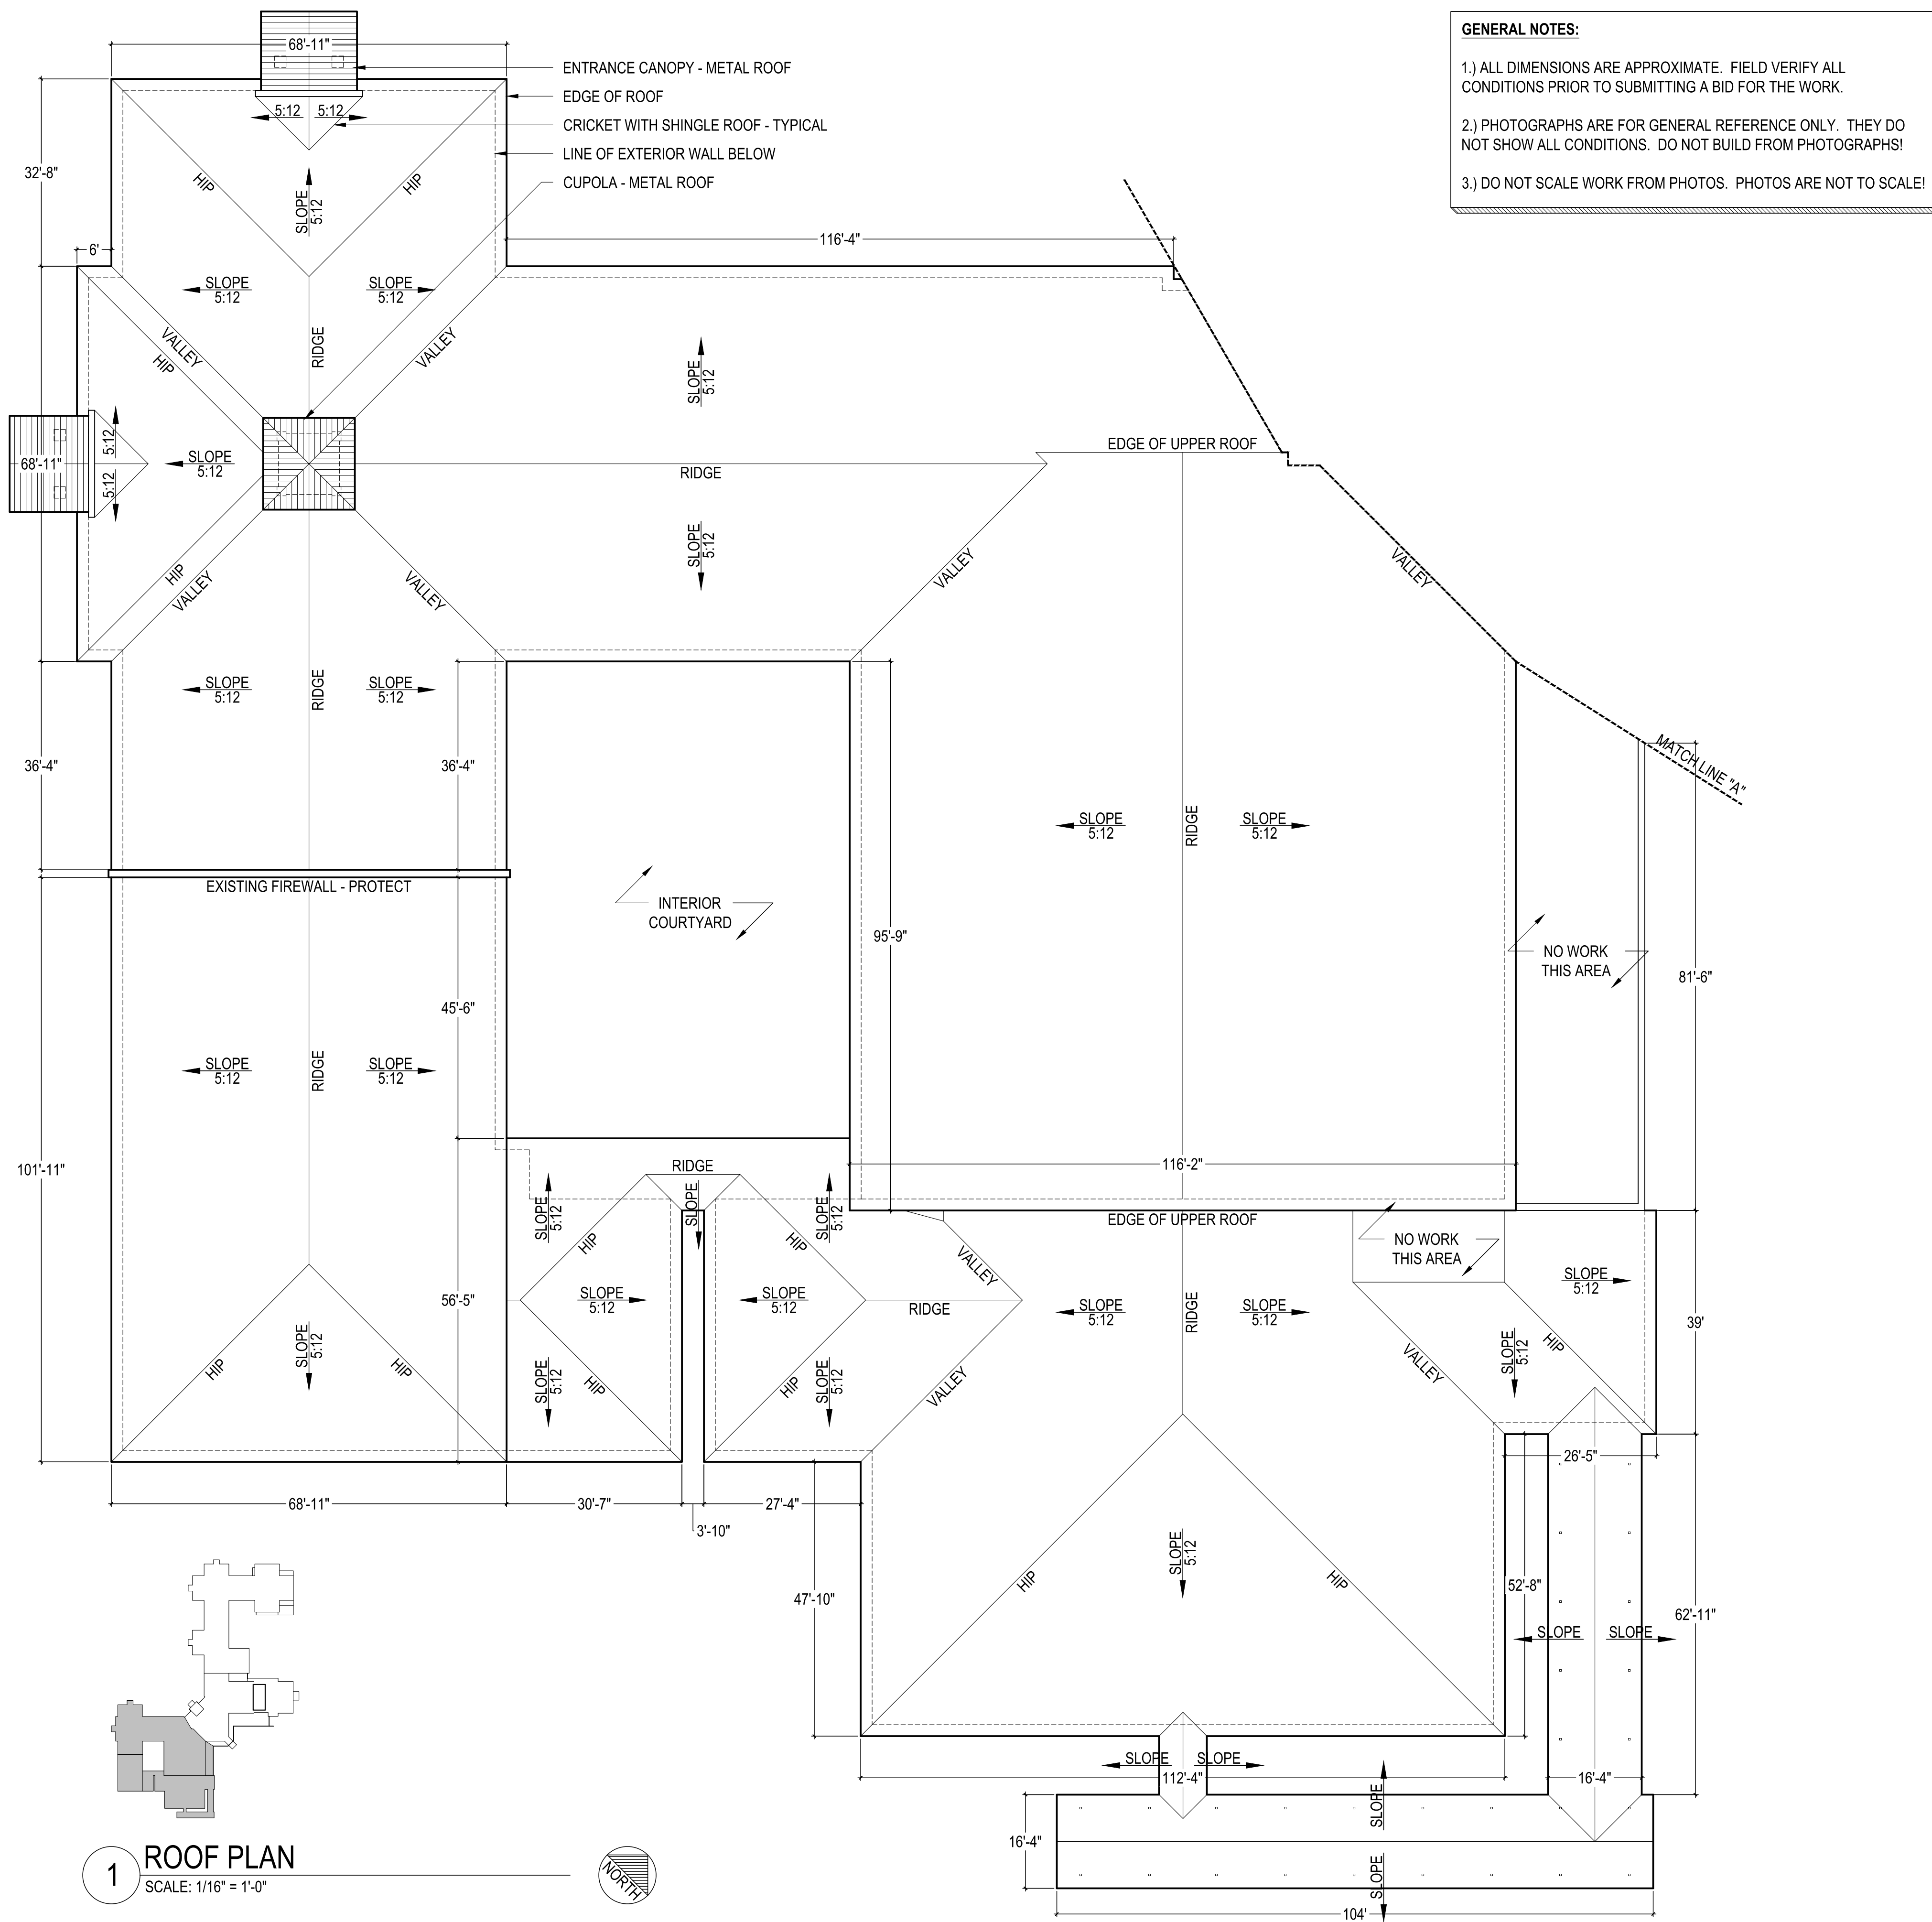 GENERAL NOTES:
1.) ALL DIMENSIONS ARE APPROXIMATE. FIELD VERIFY ALL
CONDITIONS PRIOR TO SUBMITTING A BID FOR THE WORK.
2.) PHOTOGRAPHS ARE FOR GENERAL REFERENCE ONLY. THEY DO
NOT SHOW ALL CONDITIONS. DO NOT BUILD FROM PHOTOGRAPHS!
3.) DO NOT SCALE WORK FROM PHOTOS. PHOTOS ARE NOT TO SCALE!
68'-11"
ENTRANCE CANOPY - METAL ROOF
EDGE OF ROOF
5:12
5:12
CRICKET WITH SHINGLE ROOF - TYPICAL
LINE OF EXTERIOR WALL BELOW
CUPOLA - METAL ROOF
32'-8"
HIP
HIP
SLOPE
5:12
6'
116'-4"
SLOPE
5:12
SLOPE
5:12
VALLEY
HIP
RIDGE
VALLEY
SLOPE
5:12
5:12
5:12
68'-11"
SLOPE
5:12
RIDGE
EDGE OF UPPER ROOF
SLOPE
5:12
HIP
VALLEY
VALLEY
VALLEY
VALLEY
SLOPE
5:12
RIDGE
SLOPE
5:12
36'-4"
36'-4"
MATCH LINE "A"
SLOPE
5:12
RIDGE
SLOPE
5:12
EXISTING FIREWALL - PROTECT
INTERIOR
COURTYARD
95'-9"
NO WORK
THIS AREA
81'-6"
45'-6"
SLOPE
5:12
RIDGE
SLOPE
5:12
101'-11"
RIDGE
116'-2"
SLOPE
5:12
SLOPE
SLOPE
5:12
EDGE OF UPPER ROOF
HIP
HIP
VALLEY
NO WORK
THIS AREA
SLOPE
5:12
56'-5"
SLOPE
5:12
SLOPE
5:12
RIDGE
SLOPE
5:12
RIDGE
SLOPE
5:12
39'
SLOPE
5:12
HIP
HIP
SLOPE
5:12
HIP
HIP
SLOPE
5:12
VALLEY
VALLEY
SLOPE
5:12
HIP
26'-5"
68'-11"
30'-7"
3'-10"
27'-4"
SLOPE
5:12
HIP
HIP
47'-10"
52'-8"
62'-11"
SLOPE
SLOPE
SLOPE
SLOPE
112'-4"
16'-4"
SLOPE
16'-4"
SLOPE
104'
1
ROOF PLAN
SCALE: 1/16" = 1'-0"
NORTH